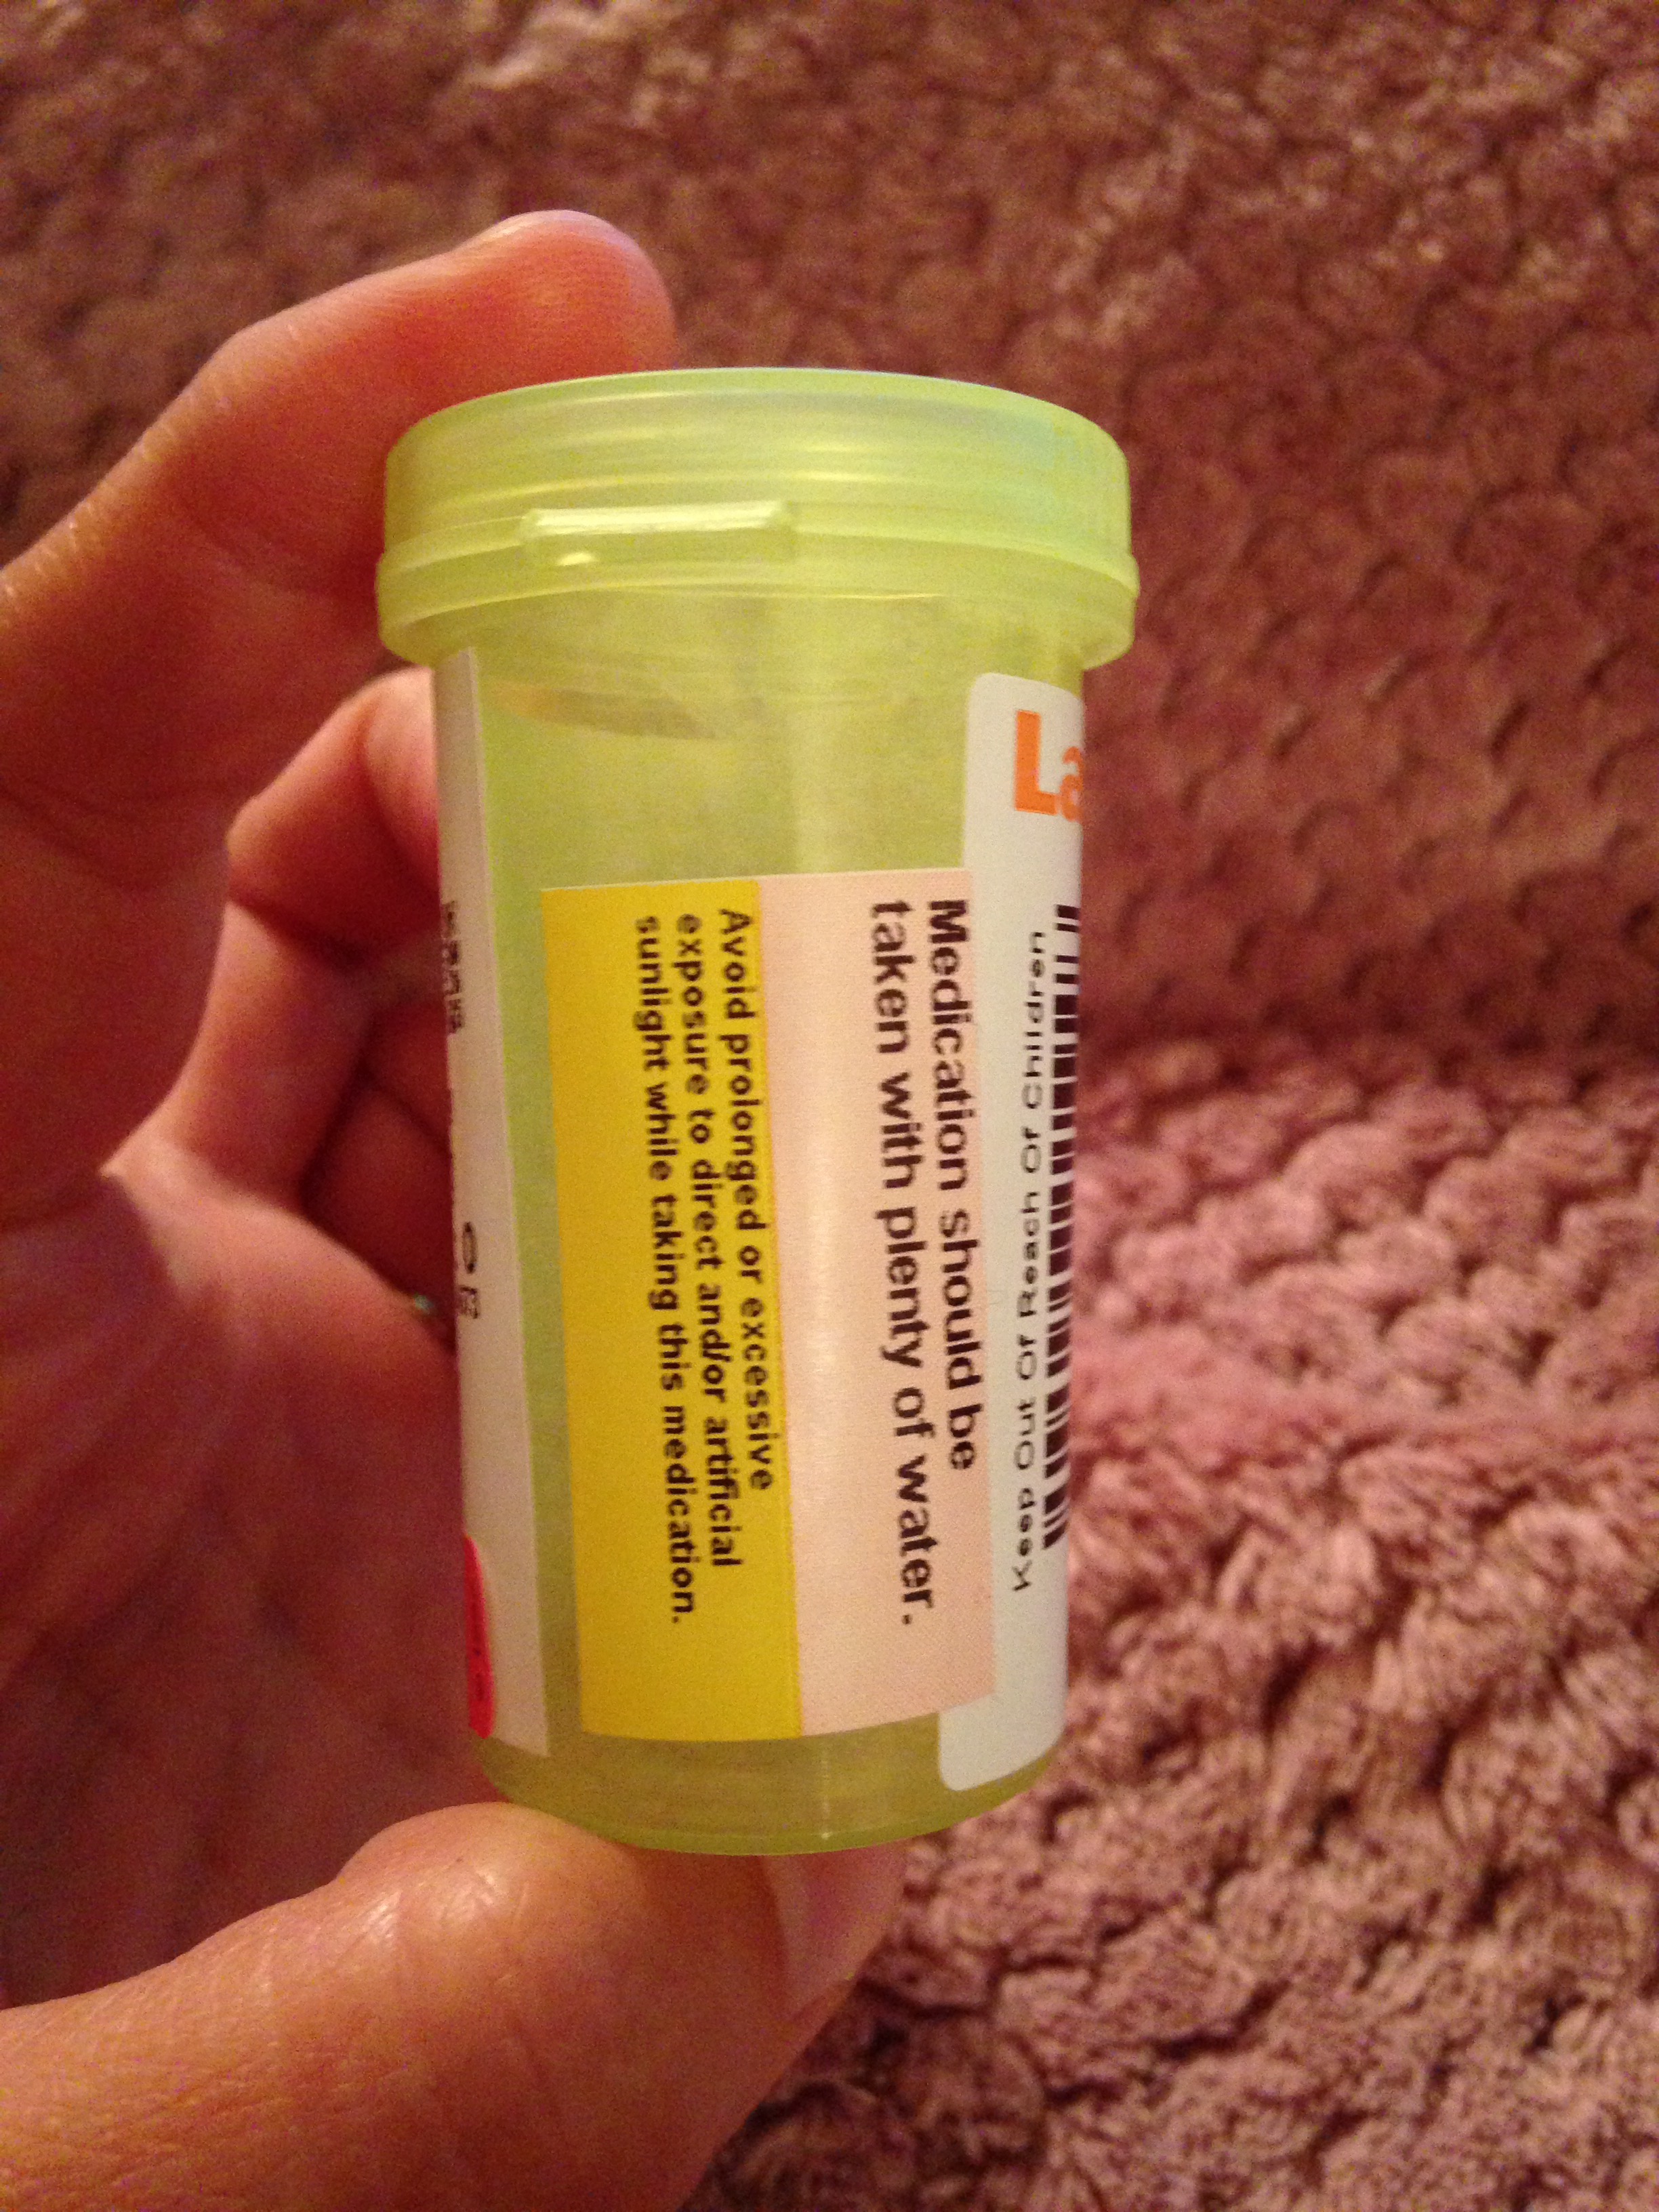 La
Keep Out Of Reach Of Children
Medication should be
taken with plenty of water.
Avoid prolonged or excessive
exposure to direct and/or artificial
sunlight while taking this medication.